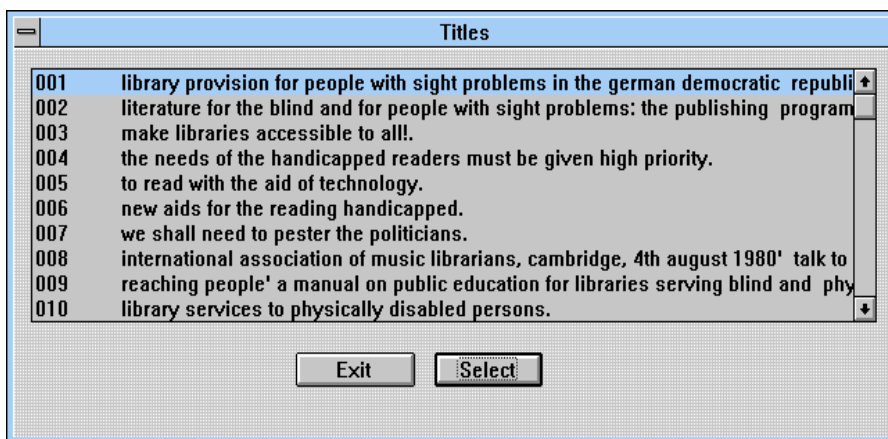 Titles
001 library provision for people with sight problems in the german democratic republi
002 literature for the blind and for people with sight problems: the publishing program
003 make libraries accessible to all!.
004 the needs of the handicapped readers must be given high priority.
005 to read with the aid of technology.
006 new aids for the reading handicapped.
007 we shall need to pester the politicians.
008 international association of music librarians, cambridge, 4th august 1980' talk to
009 reaching people' a manual on public education for libraries serving blind and phy
010 library services to physically disabled persons.
Exit Select